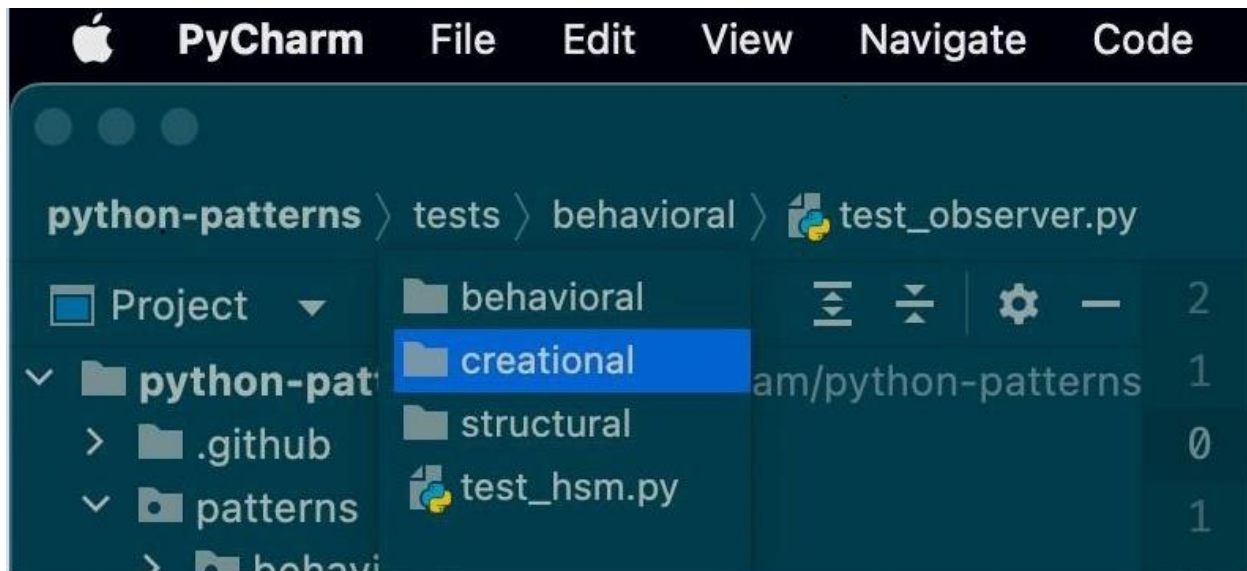 PyCharm File Edit View Navigate Code
python-patterns tests behavioral test_observer.py
Project behavioral 2
creational
python-pat am/python-patterns 1
.github structural 0
test_hsm.py
patterns 1
behavi